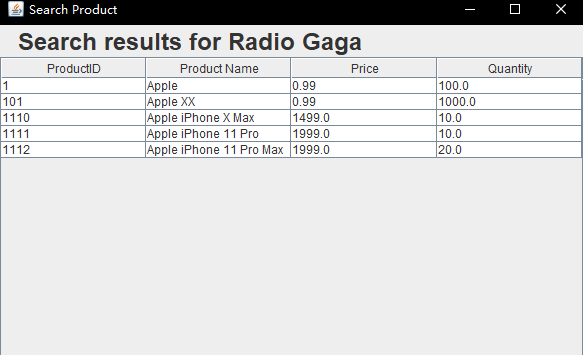 Search Product
Search results for Radio Gaga
ProductID Product Name Price Quantity
1 Apple 0.99 100.0
101 Apple XX 0.99 1000.0
1110 Apple iPhone X Max 1499.0 10.0
1111 Apple iPhone 11 Pro 1999.0 10.0
1112 Apple iPhone 11 Pro Max 1999.0 20.0